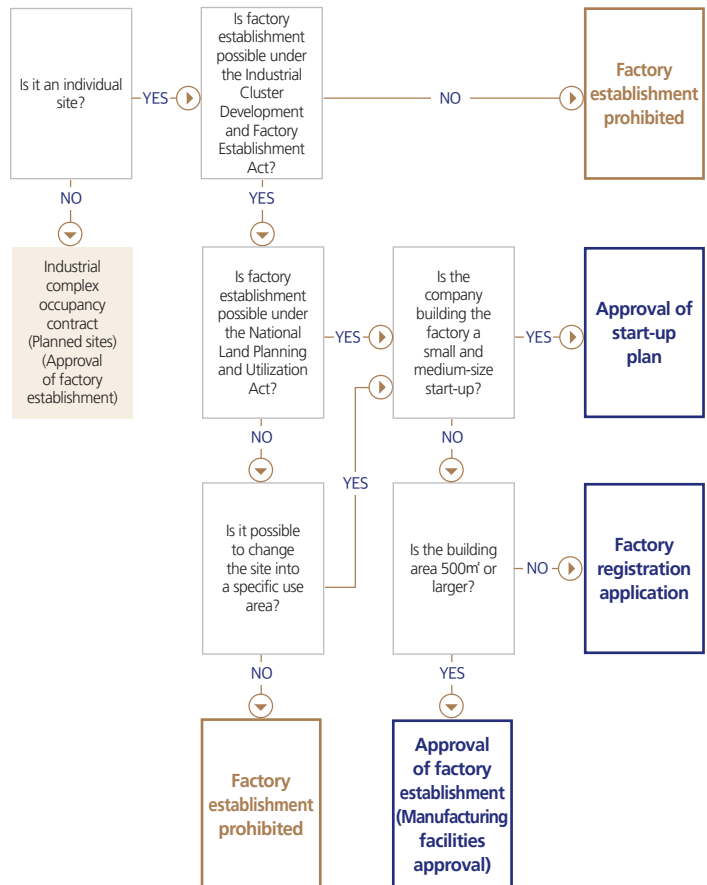 Is it an individual
site?
YES
Is factory
establishment
possible under
the Industrial
Cluster
Development
and Factory
Establishment
Act?
NO
Factory
establishment
prohibited
NO
YES
Industrial
complex
occupancy
contract
(Planned sites)
(Approval
of factory
establishment)
Is factory
establishment
possible under
the National
Land Planning
and Utilization
Act?
YES
Is the
company
building the
factory a
small and
medium-size
start-up?
YES
Approval of
start-up
plan
NO
YES
NO
Is it possible
to change
the site into
a specific use
area?
Is the building
area 500㎡ or
larger?
NO
Factory
registration
application
NO
YES
Factory
establishment
prohibited
Approval
of factory
establishment
(Manufacturing
facilities
approval)